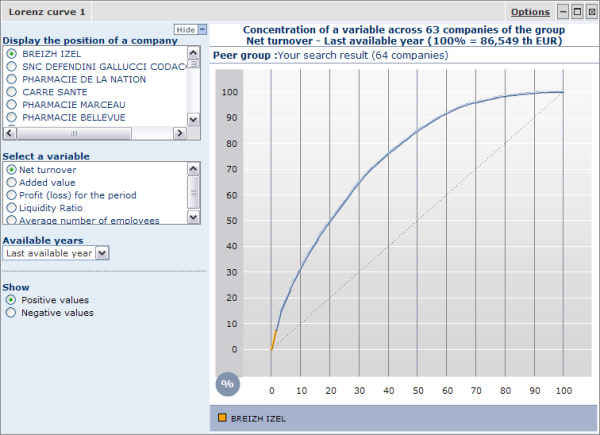 Lorenz curve 1
Options
Hide
Display the position of a company
BREIZH IZEL
SNC DEFENDINI GALLUCCI CODAC
PHARMACIE DE LA NATION
CARRE SANTE
PHARMACIE MARCEAU
PHARMACIE BELLEVUE
Select a variable
Net turnover
Added value
Profit (loss) for the period
Liquidity Ratio
Average number of employees
Available years
Last available year
Show
Positive values
Negative values
Concentration of a variable across 63 companies of the group
Net turnover - Last available year (100% = 86,549 th EUR)
Peer group :Your search result (64 companies)
100
90
80
70
60
50
40
30
20
10
0
%
0 10 20 30 40 50 60 70 80 90 100
BREIZH IZEL